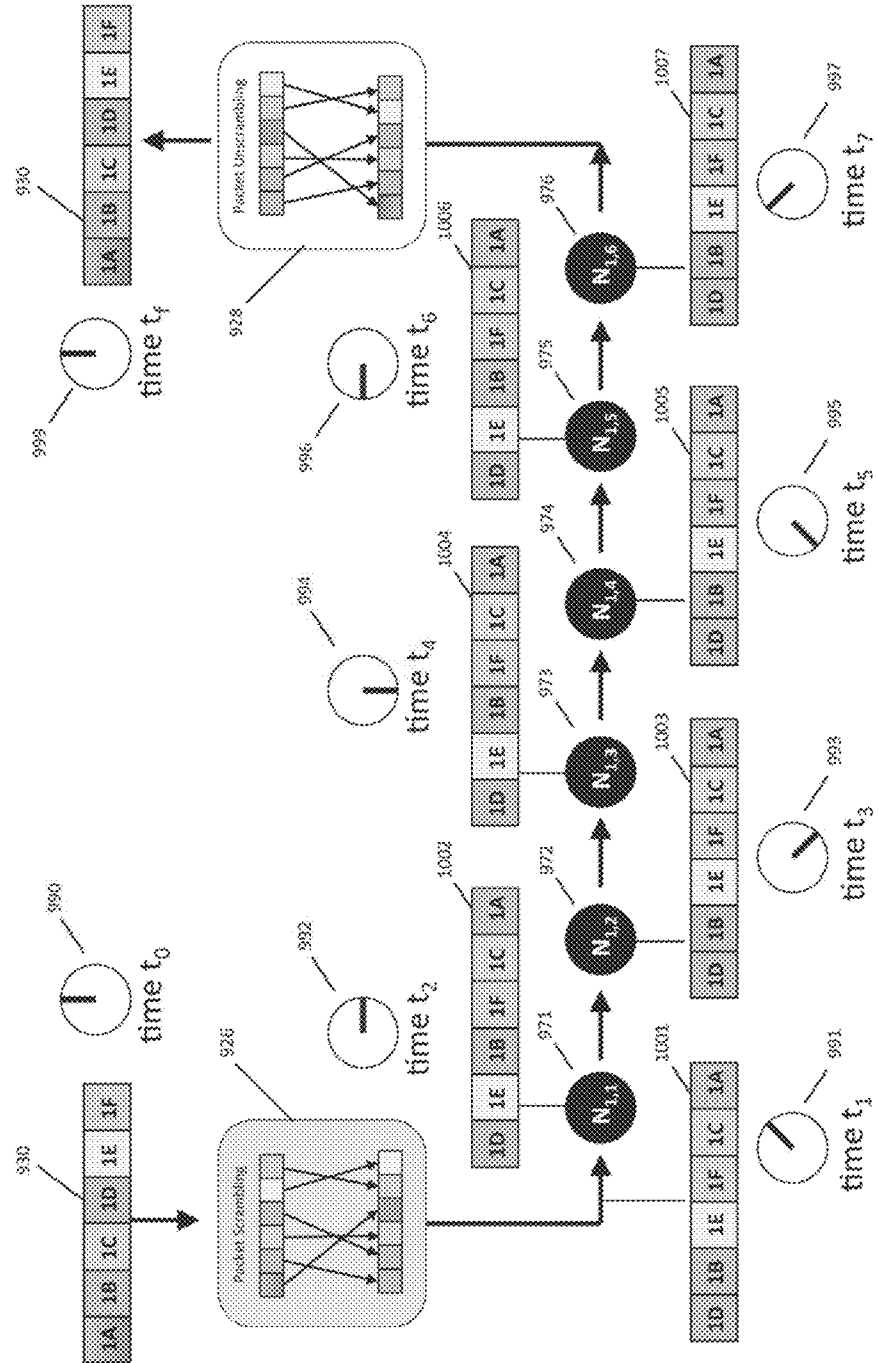 930
1A 1B 1C 1D 1E 1F
990
time t0
999
time tf
930
1A 1B 1C 1D 1E 1F
Packet Scrambling
926
992
time t2
994
time t4
996
time t6
928
Packet Unscrambling
1002
1D 1E 1B 1F 1C 1A
1004
1D 1E 1B 1F 1C 1A
1006
1D 1E 1B 1F 1C 1A
971
N1,1
972
N1,2
973
N1,3
974
N1,4
975
N1,5
976
N1,6
1001
1D 1B 1E 1F 1C 1A
1003
1D 1B 1E 1F 1C 1A
1005
1D 1B 1E 1F 1C 1A
1007
1D 1B 1E 1F 1C 1A
991
time t1
993
time t3
995
time t5
997
time t7